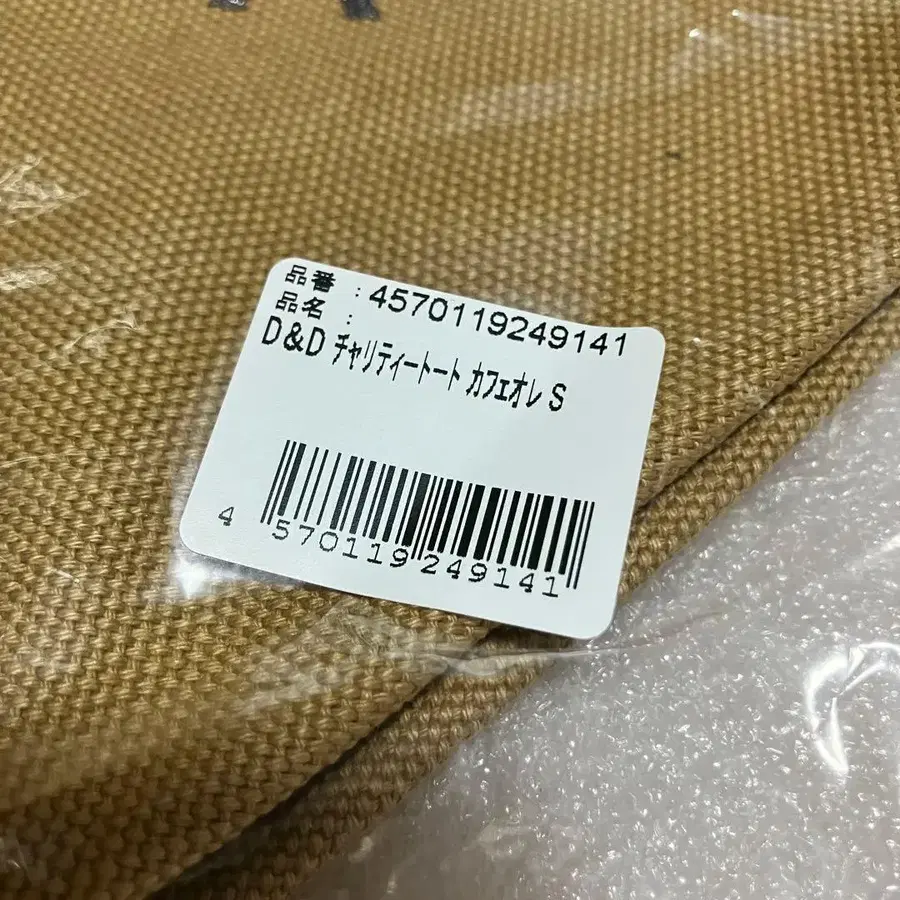 品番 : 4570119249141
品名 :
D&D チャリティートート カフェオレ S
4 570119 249141